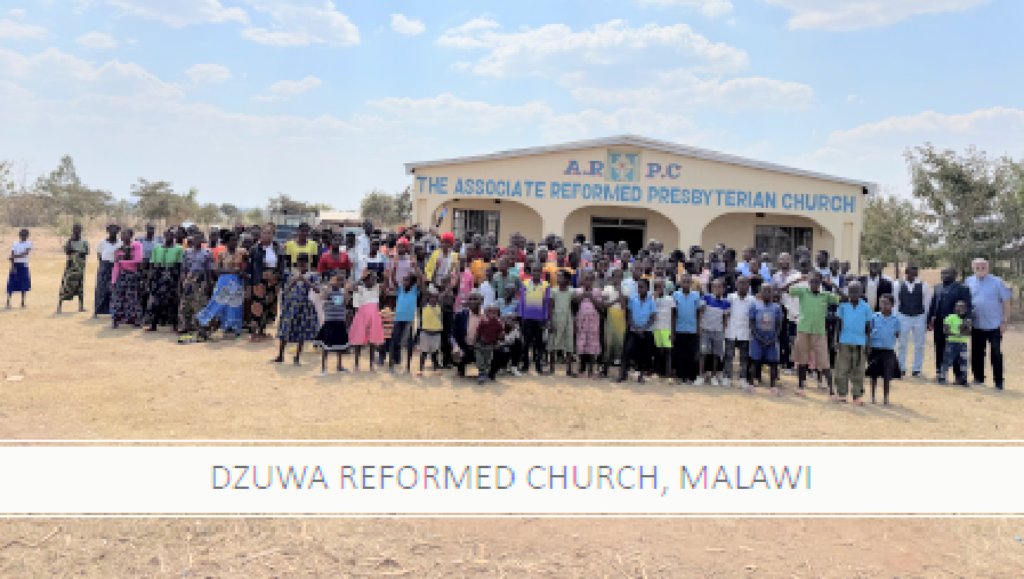 A.R P.C
THE ASSOCIATE REFORMED PRESBYTERIAN CHURCH
DZUWA REFORMED CHURCH, MALAWI